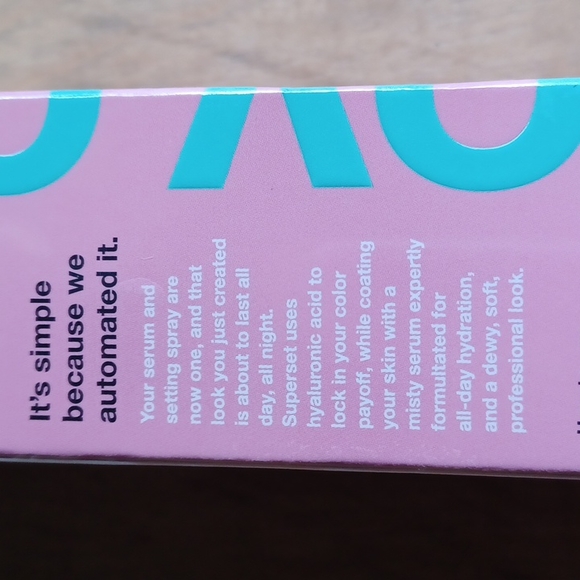 It's simple
because we
automated it.
Your serum and
setting spray are
now one, and that
look you just created
is about to last all
day, all night.
Superset uses
hyaluronic acid to
lock in your color
payoff, while coating
your skin with a
misty serum expertly
formultated for
all-day hydration,
and a dewy, soft,
professional look.